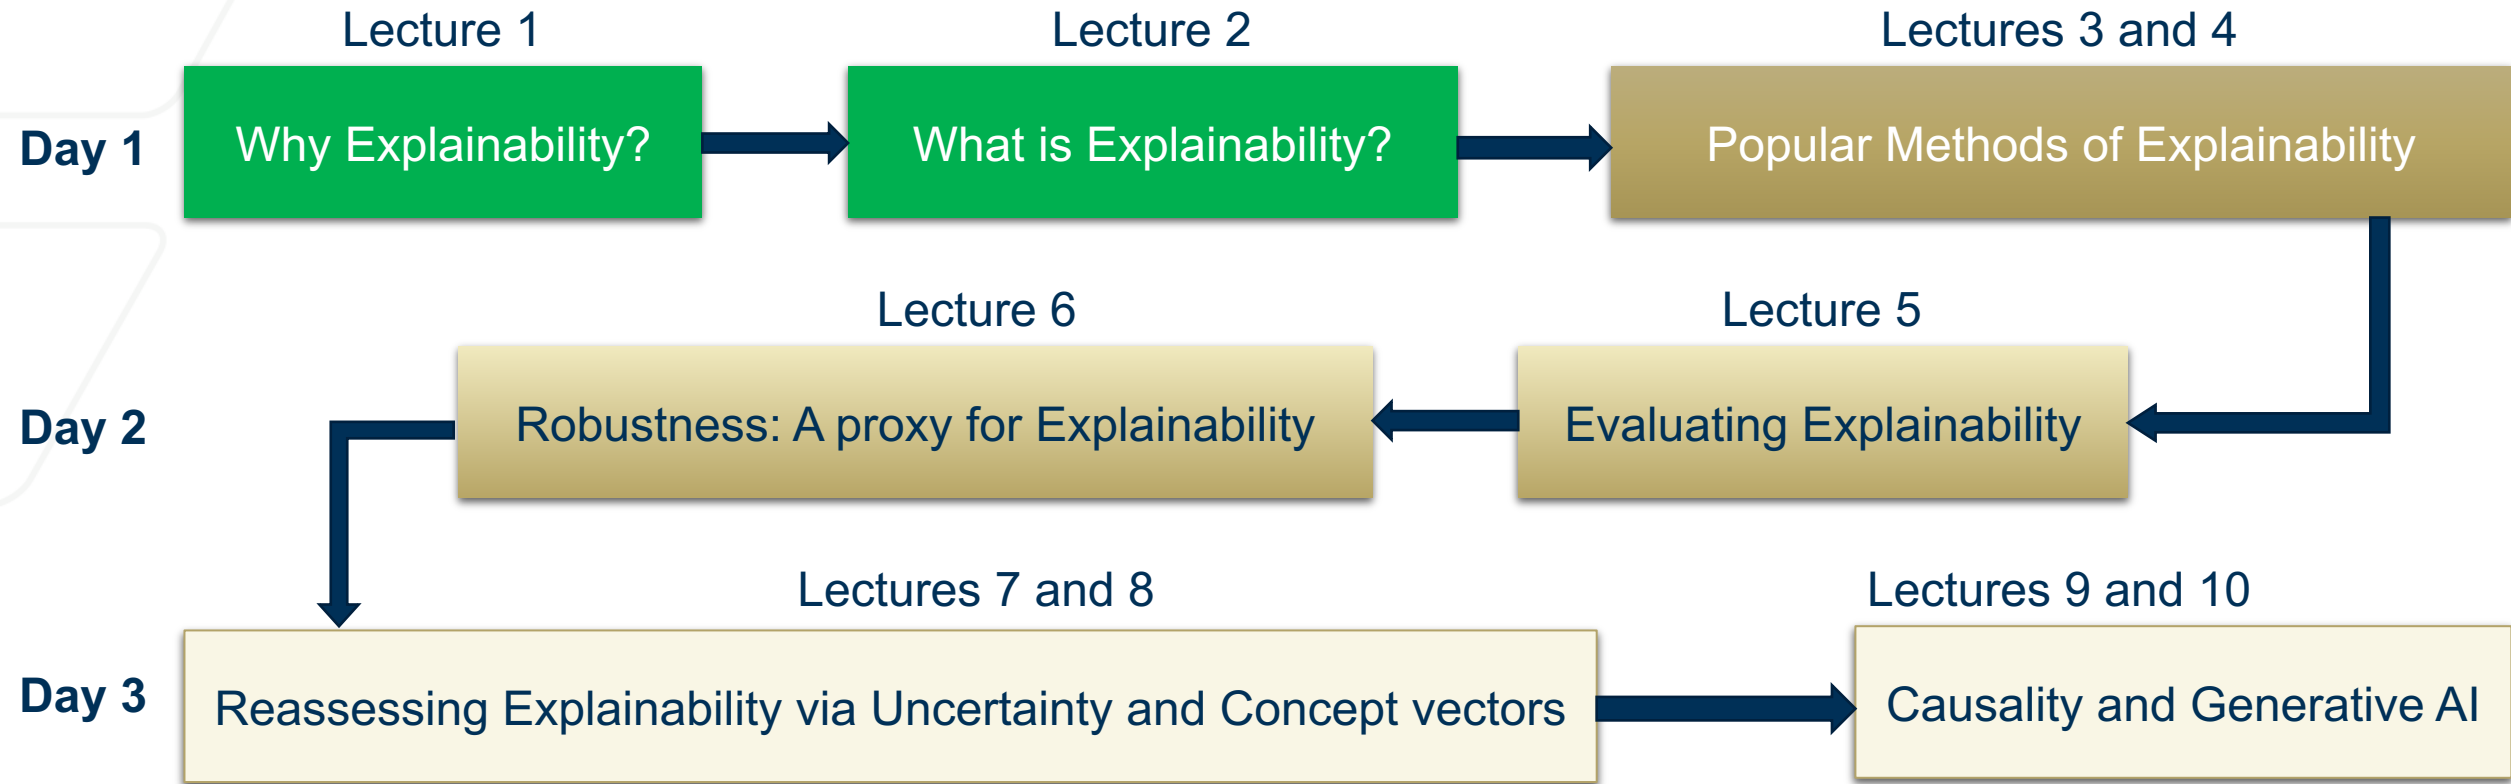 Lecture 1
Lecture 2
Lectures 3 and 4
Day 1
Why Explainability?
What is Explainability?
Popular Methods of Explainability
Lecture 6
Lecture 5
Day 2
Robustness: A proxy for Explainability
Evaluating Explainability
Lectures 7 and 8
Lectures 9 and 10
Day 3
Reassessing Explainability via Uncertainty and Concept vectors
Causality and Generative AI